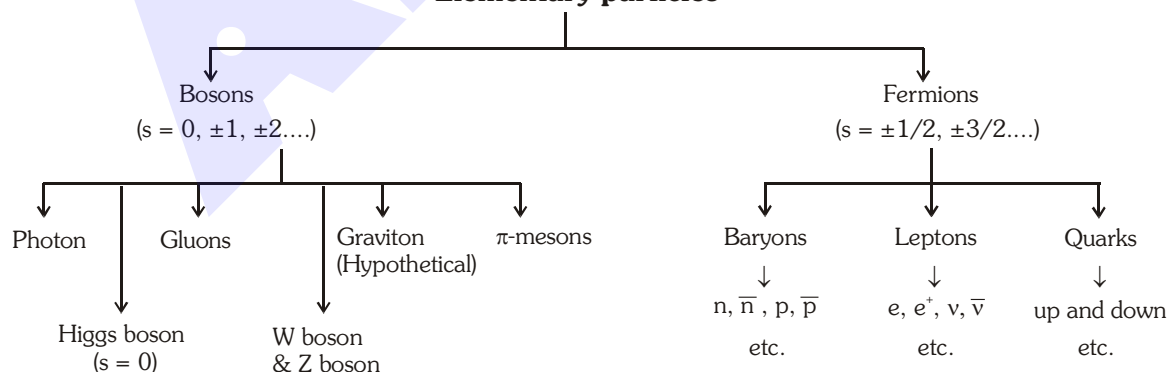 Elementary particles
Bosons
(s = 0, ±1, ±2....)
Photon
Gluons
Graviton
(Hypothetical)
π-mesons
Higgs boson
(s = 0)
W boson
& Z boson
Fermions
(s = ±1/2, ±3/2....)
Baryons
↓
n, n̅, p, p̅
etc.
Leptons
↓
e, e⁺, ν, ν̅
etc.
Quarks
↓
up and down
etc.